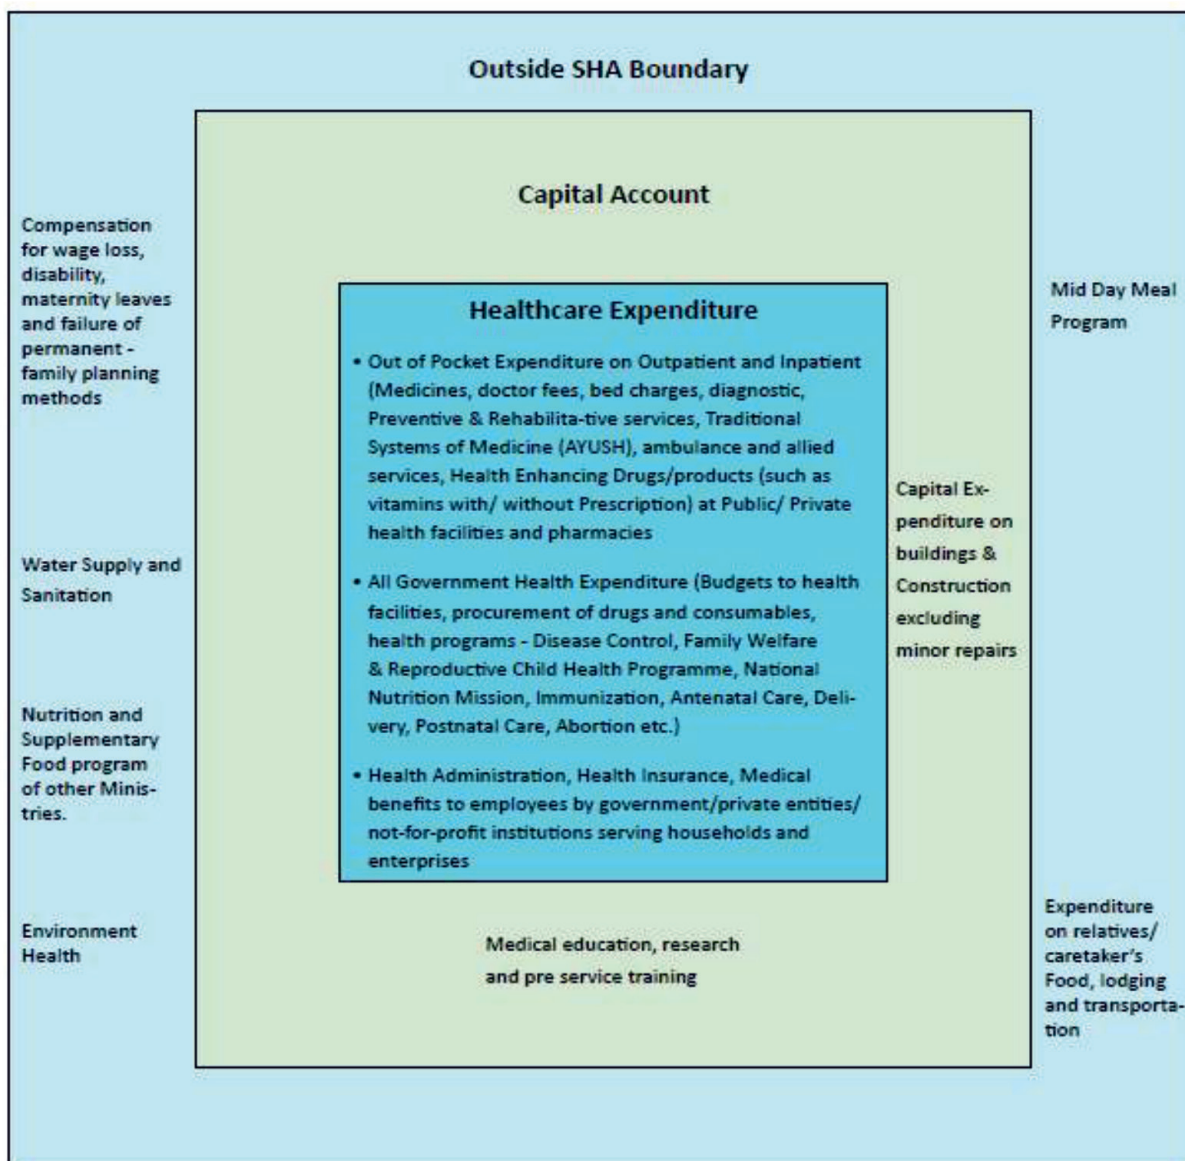 Outside SHA Boundary
Capital Account
Compensation
for wage loss,
disability,
maternity leaves
and failure of
permanent -
family planning
methods
Water Supply and
Sanitation
Nutrition and
Supplementary
Food program
of other Minis-
tries.
Environment
Health
Healthcare Expenditure
• Out of Pocket Expenditure on Outpatient and Inpatient
(Medicines, doctor fees, bed charges, diagnostic,
Preventive & Rehabilita-tive services, Traditional
Systems of Medicine (AYUSH), ambulance and allied
services, Health Enhancing Drugs/products (such as
vitamins with/ without Prescription) at Public/ Private
health facilities and pharmacies
• All Government Health Expenditure (Budgets to health
facilities, procurement of drugs and consumables,
health programs - Disease Control, Family Welfare
& Reproductive Child Health Programme, National
Nutrition Mission, Immunization, Antenatal Care, Deli-
very, Postnatal Care, Abortion etc.)
• Health Administration, Health Insurance, Medical
benefits to employees by government/private entities/
not-for-profit institutions serving households and
enterprises
Capital Ex-
penditure on
buildings &
Construction
excluding
minor repairs
Medical education, research
and pre service training
Mid Day Meal
Program
Expenditure
on relatives/
caretaker's
Food, lodging
and transporta-
tion